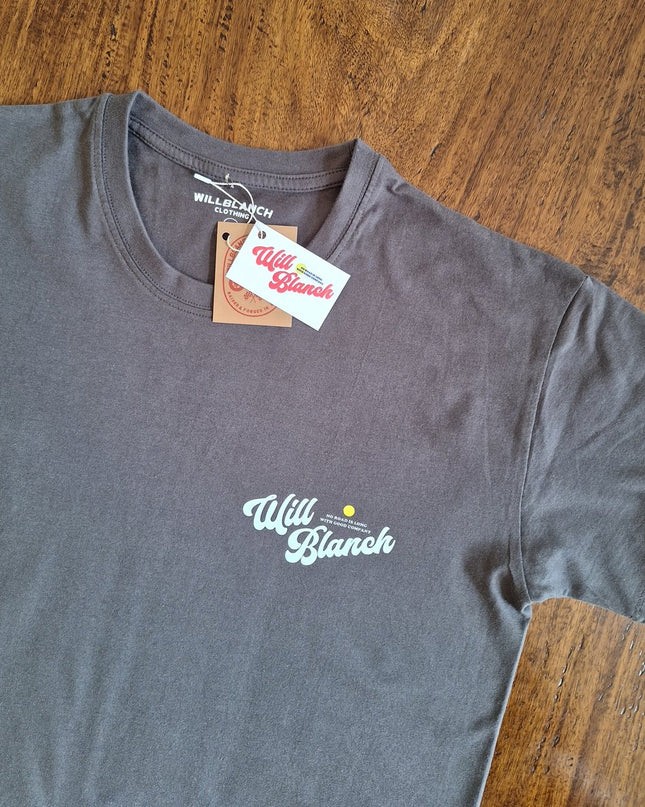 WILLBLANCH
CLOTHING
Will
Blanch
Will
NO ROAD IS LONG
WITH GOOD COMPANY
Blanch